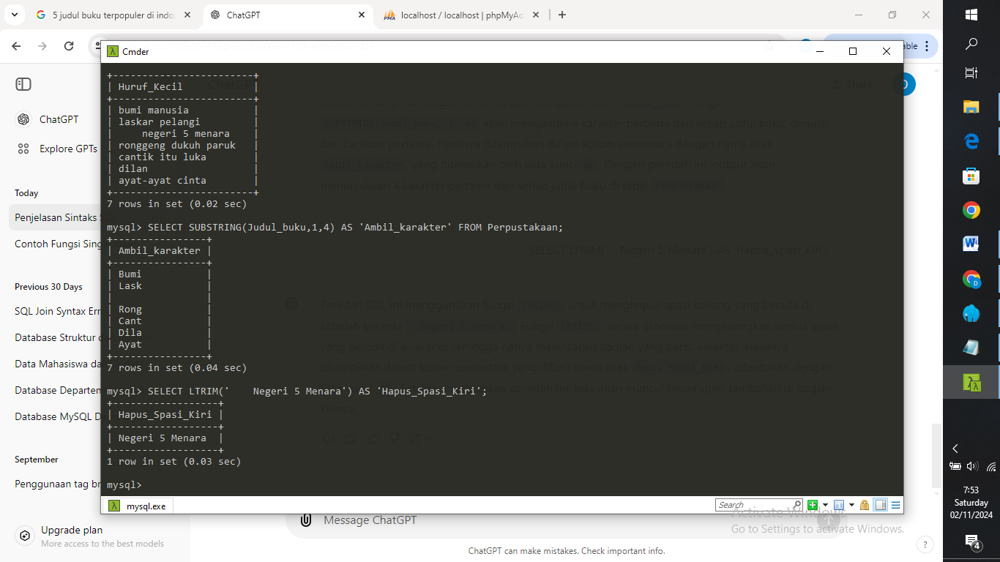 5 judul buku terpopuler di indo
ChatGPT
localhost / localhost | phpMyAd
Cmder
able
ChatGPT
Explore GPTs
Today
Penjelasan Sintaks S
Contoh Fungsi Sing
Previous 30 Days
SQL Join Syntax Err
Database Struktur d
Data Mahasiswa da
Database Departem
Database MySQL D
September
Penggunaan tag br
Upgrade plan
More access to the best models
Share
+------------------------+
| Huruf_Kecil            |
+------------------------+
| bumi manusia           |
| laskar pelangi         |
|     negeri 5 menara    |
| ronggeng dukuh paruk   |
| cantik itu luka        |
| dilan                  |
| ayat-ayat cinta        |
+------------------------+
7 rows in set (0.02 sec)
mysql> SELECT SUBSTRING(Judul_buku,1,4) AS 'Ambil_karakter' FROM Perpustakaan;
+----------------+
| Ambil_karakter |
+----------------+
| Bumi           |
| Lask           |
|                |
| Rong           |
| Cant           |
| Dila           |
| Ayat           |
+----------------+
7 rows in set (0.04 sec)
mysql> SELECT LTRIM('    Negeri 5 Menara') AS 'Hapus_Spasi_Kiri';
+------------------+
| Hapus_Spasi_Kiri |
+------------------+
| Negeri 5 Menara  |
+------------------+
1 row in set (0.03 sec)
mysql>
SUBSTRING(Judul_buku, 1, 4) akan mengambil 4 karakter pertama dari setiap judul buku, dimulai
dari karakter pertama. Hasilnya ditampilkan dalam kolom sementara dengan nama alias
Ambil_karakter, yang ditentukan oleh kata kunci AS. Dengan perintah ini, output akan
menunjukkan 4 karakter pertama dari setiap judul buku di tabel Perpustakaan
SELECT LTRIM('    Negeri 5 Menara') AS 'Hapus_Spasi_Kiri';
Perintah SQL ini menggunakan fungsi LTRIM() untuk menghapus spasi kosong yang berada di
sebelah kiri teks '    Negeri 5 Menara'. Fungsi LTRIM() secara otomatis menghilangkan semua spasi
yang berada di awal teks sehingga hanya menyisakan bagian yang berisi karakter. Hasilnya
ditampilkan dalam kolom sementara yang diberi nama alias Hapus_Spasi_Kiri, ditentukan dengan
kan perintah ini, teks akan muncul tanpa spasi tambahan di bagian
kirinya.
mysql.exe
Search
Message ChatGPT
ChatGPT can make mistakes. Check important info.
?
Activate Windows
Go to Settings to activate Windows.
7:53
Saturday
02/11/2024
4